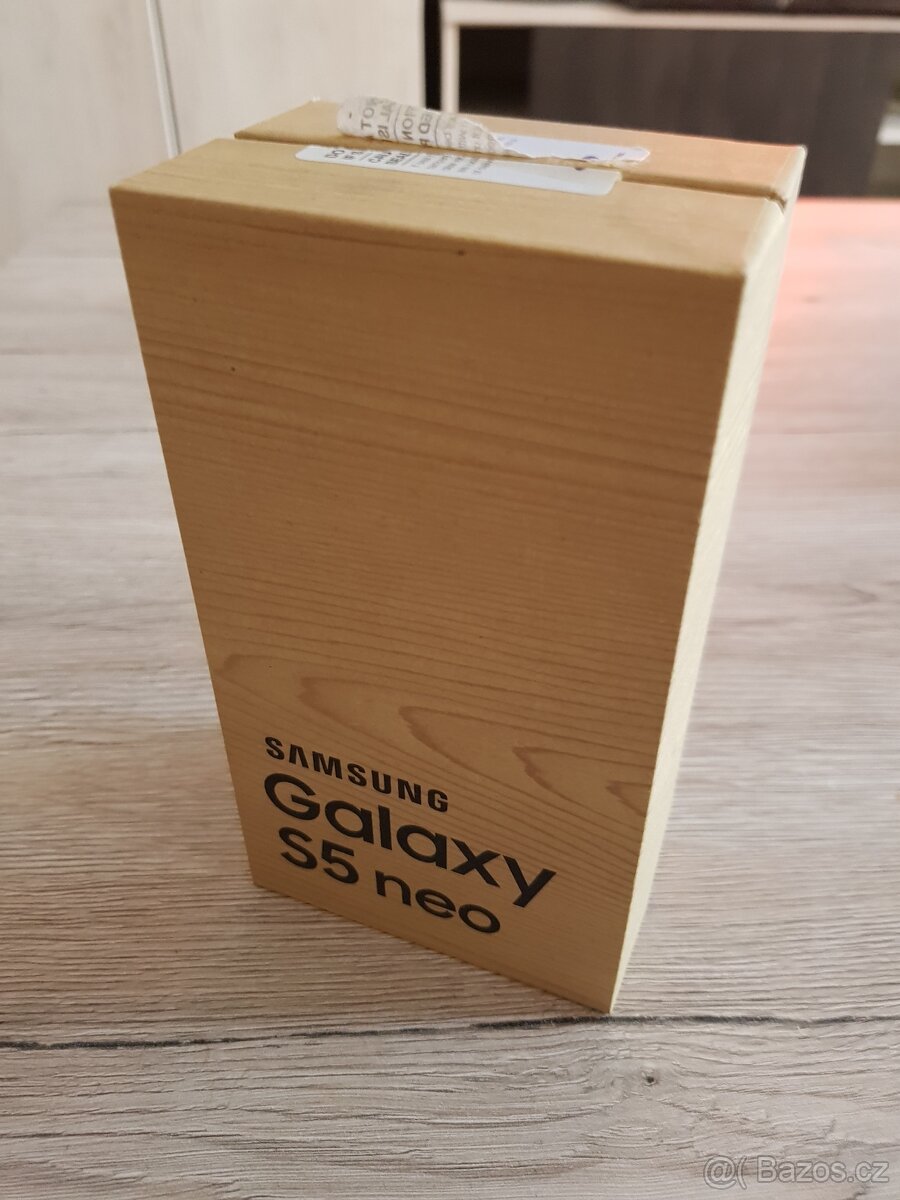 SAMSUNG
Galaxy
S5 neo
@( Bazos.cz